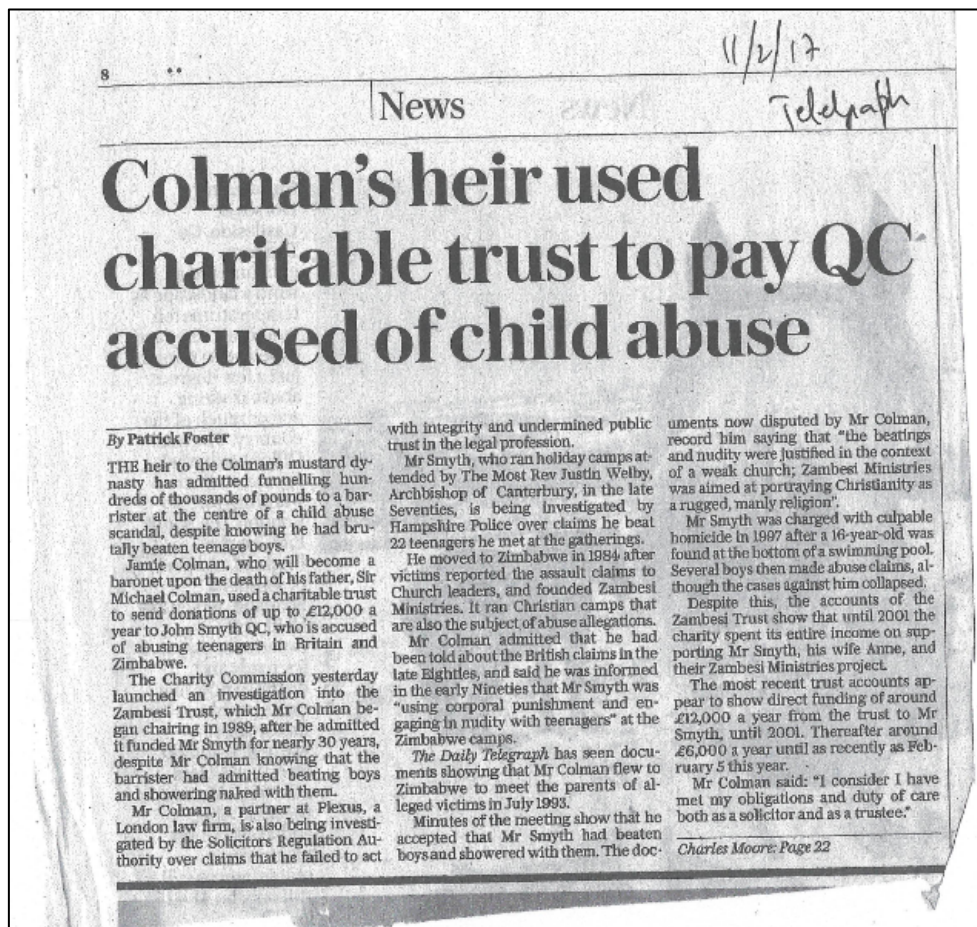 8
11/2/17
News
Telegraph
Colman's heir used
charitable trust to pay QC
accused of child abuse
By Patrick Foster
THE heir to the Colman's mustard dy-
nasty has admitted funnelling hun-
dreds of thousands of pounds to a bar-
rister at the centre of a child abuse
scandal, despite knowing he had bru-
tally beaten teenage boys.
Jamie Colman, who will become a
baronet upon the death of his father, Sir
Michael Colman, used a charitable trust
to send donations of up to £12,000 a
year to John Smyth QC, who is accused
of abusing teenagers in Britain and
Zimbabwe.
The Charity Commission yesterday
launched an investigation into the
Zambesi Trust, which Mr Colman be-
gan chairing in 1989, after he admitted
it funded Mr Smyth for nearly 30 years,
despite Mr Colman knowing that the
barrister had admitted beating boys
and showering naked with them.
Mr Colman, a partner at Plexus, a
London law firm, is also being investi-
gated by the Solicitors Regulation Au-
thority over claims that he failed to act
with integrity and undermined public
trust in the legal profession.
Mr Smyth, who ran holiday camps at-
tended by The Most Rev Justin Welby,
Archbishop of Canterbury, in the late
Seventies, is being investigated by
Hampshire Police over claims he beat
22 teenagers he met at the gatherings.
He moved to Zimbabwe in 1984 after
victims reported the assault claims to
Church leaders, and founded Zambesi
Ministries. It ran Christian camps that
are also the subject of abuse allegations.
Mr Colman admitted that he had
been told about the British claims in the
late Eighties, and said he was informed
in the early Nineties that Mr Smyth was
"using corporal punishment and en-
gaging in nudity with teenagers" at the
Zimbabwe camps.
The Daily Telegraph has seen docu-
ments showing that Mr Colman flew to
Zimbabwe to meet the parents of al-
leged victims in July 1993.
Minutes of the meeting show that he
accepted that Mr Smyth had beaten
boys and showered with them. The doc-
uments now disputed by Mr Colman,
record him saying that "the beatings
and nudity were justified in the context
of a weak church; Zambesi Ministries
was aimed at portraying Christianity as
a rugged, manly religion".
Mr Smyth was charged with culpable
homicide in 1997 after a 16-year-old was
found at the bottom of a swimming pool.
Several boys then made abuse claims, al-
though the cases against him collapsed.
Despite this, the accounts of the
Zambesi Trust show that until 2001 the
charity spent its entire income on sup-
porting Mr Smyth, his wife Anne, and
their Zambesi Ministries project.
The most recent trust accounts ap-
pear to show direct funding of around
£12,000 a year from the trust to Mr
Smyth, until 2001. Thereafter around
£6,000 a year until as recently as Feb-
ruary 5 this year.
Mr Colman said: "I consider I have
met my obligations and duty of care
both as a solicitor and as a trustee."
Charles Moore: Page 22